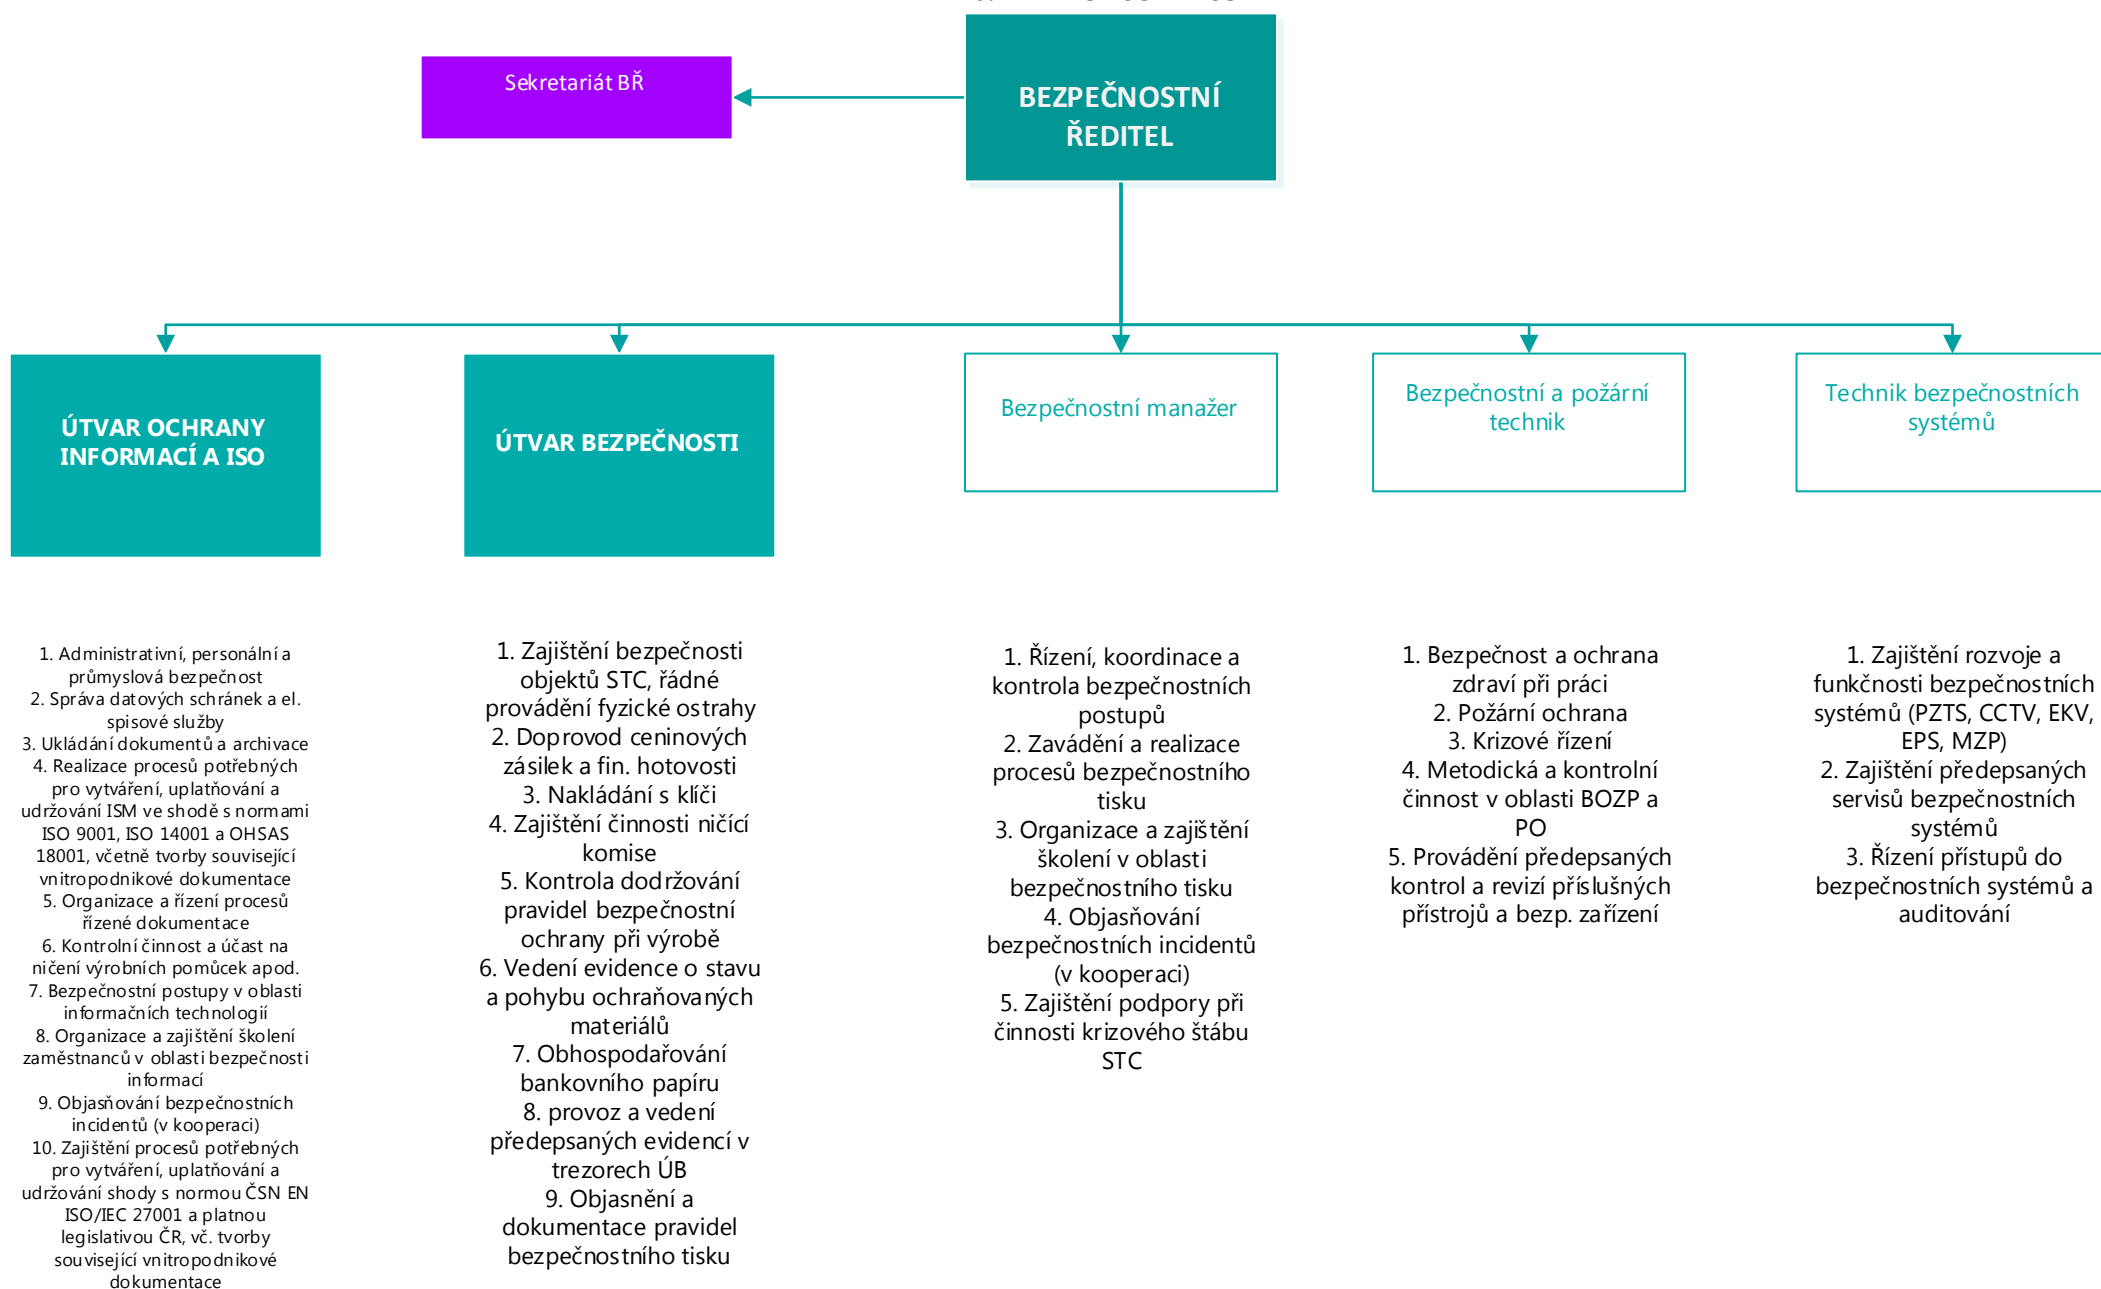 Sekretariát BŘ
BEZPEČNOSTNÍ
ŘEDITEL
ÚTVAR OCHRANY
INFORMACÍ A ISO
ÚTVAR BEZPEČNOSTI
Bezpečnostní manažer
Bezpečnostní a požární
technik
Technik bezpečnostních
systémů
1. Administrativní, personální a
průmyslová bezpečnost
2. Správa datových schránek a el.
spisové služby
3. Ukládání dokumentů a archivace
4. Realizace procesů potřebných
pro vytváření, uplatňování a
udržování ISM ve shodě s normami
ISO 9001, ISO 14001 a OHSAS
18001, včetně tvorby související
vnitropodnikové dokumentace
5. Organizace a řízení procesů
řízené dokumentace
6. Kontrolní činnost a účast na
ničení výrobních pomůcek apod.
7. Bezpečnostní postupy v oblasti
informačních technologií
8. Organizace a zajištění školení
zaměstnanců v oblasti bezpečnosti
informací
9. Objasňování bezpečnostních
incidentů (v kooperaci)
10. Zajištění procesů potřebných
pro vytváření, uplatňování a
udržování shody s normou ČSN EN
ISO/IEC 27001 a platnou
legislativou ČR, vč. tvorby
související vnitropodnikové
dokumentace
1. Zajištění bezpečnosti
objektů STC, řádné
provádění fyzické ostrahy
2. Doprovod ceninových
zásilek a fin. hotovosti
3. Nakládání s klíči
4. Zajištění činnosti ničící
komise
5. Kontrola dodržování
pravidel bezpečnostní
ochrany při výrobě
6. Vedení evidence o stavu
a pohybu ochraňovaných
materiálů
7. Obhospodařování
bankovního papíru
8. provoz a vedení
předepsaných evidencí v
trezorech ÚB
9. Objasnění a
dokumentace pravidel
bezpečnostního tisku
1. Řízení, koordinace a
kontrola bezpečnostních
postupů
2. Zavádění a realizace
procesů bezpečnostního
tisku
3. Organizace a zajištění
školení v oblasti
bezpečnostního tisku
4. Objasňování
bezpečnostních incidentů
(v kooperaci)
5. Zajištění podpory při
činnosti krizového štábu
STC
1. Bezpečnost a ochrana
zdraví při práci
2. Požární ochrana
3. Krizové řízení
4. Metodická a kontrolní
činnost v oblasti BOZP a
PO
5. Provádění předepsaných
kontrol a revizí příslušných
přístrojů a bezp. zařízení
1. Zajištění rozvoje a
funkčnosti bezpečnostních
systémů (PZTS, CCTV, EKV,
EPS, MZP)
2. Zajištění předepsaných
servisů bezpečnostních
systémů
3. Řízení přístupů do
bezpečnostních systémů a
auditování